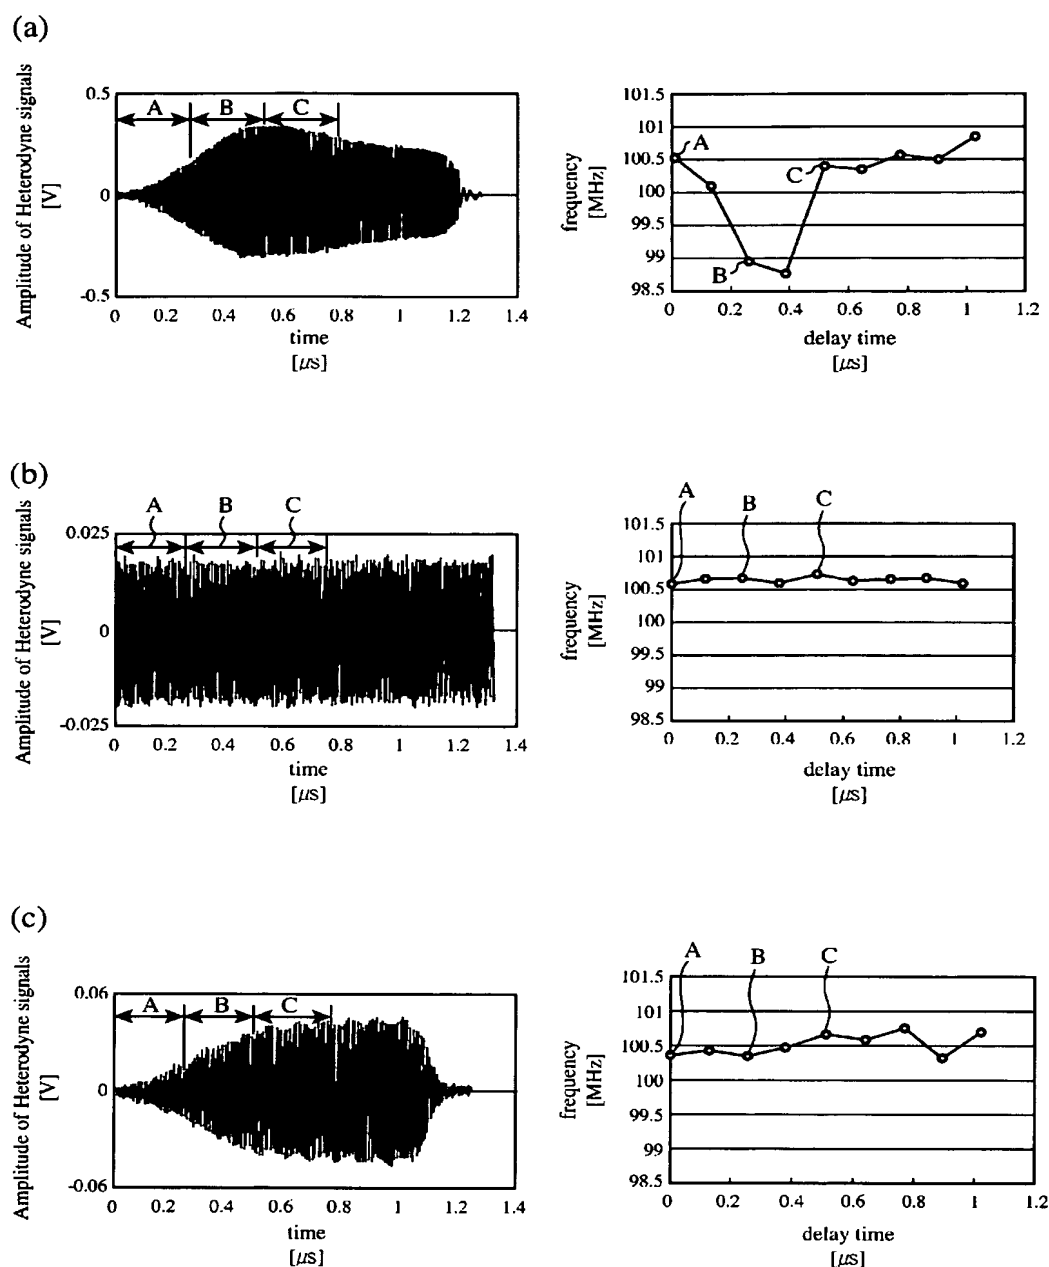 (a)
Amplitude of Heterodyne signals
[V]
0.5
0
-0.5
A B C
0 0.2 0.4 0.6 0.8 1 1.2 1.4
time
[μs]
frequency
[MHz]
101.5
101
100.5
100
99.5
99
98.5
A
B
C
0 0.2 0.4 0.6 0.8 1 1.2
delay time
[μs]
(b)
Amplitude of Heterodyne signals
[V]
0.025
0
-0.025
A B C
0 0.2 0.4 0.6 0.8 1 1.2 1.4
time
[μs]
frequency
[MHz]
101.5
101
100.5
100
99.5
99
98.5
A B C
0 0.2 0.4 0.6 0.8 1 1.2
delay time
[μs]
(c)
Amplitude of Heterodyne signals
[V]
0.06
0
-0.06
A B C
0 0.2 0.4 0.6 0.8 1 1.2 1.4
time
[μs]
frequency
[MHz]
101.5
101
100.5
100
99.5
99
98.5
A B C
0 0.2 0.4 0.6 0.8 1 1.2
delay time
[μs]